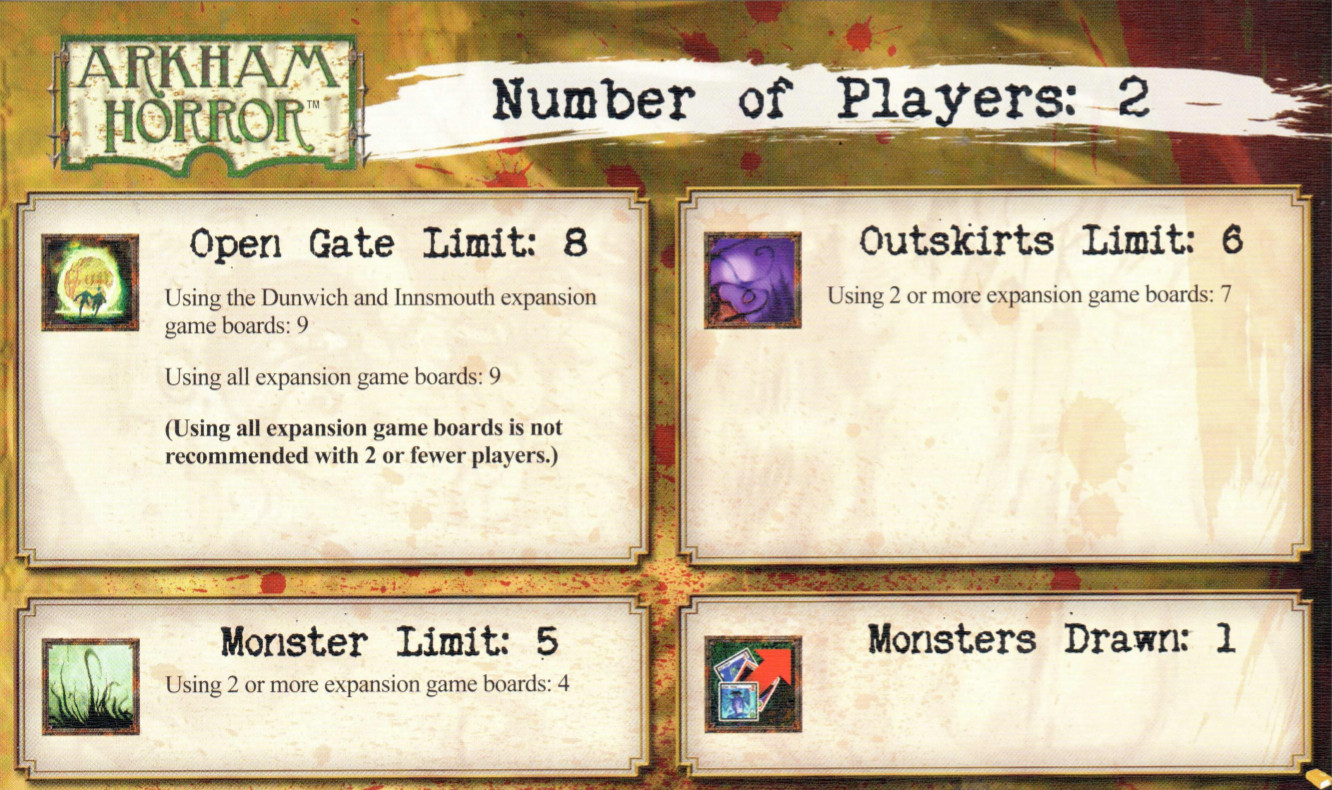 ARKHAM
HORROR™
Number of Players: 2
Open Gate Limit: 8
Using the Dunwich and Innsmouth expansion
game boards: 9
Using all expansion game boards: 9
(Using all expansion game boards is not
recommended with 2 or fewer players.)
Outskirts Limit: 6
Using 2 or more expansion game boards: 7
Monster Limit: 5
Using 2 or more expansion game boards: 4
Monsters Drawn: 1